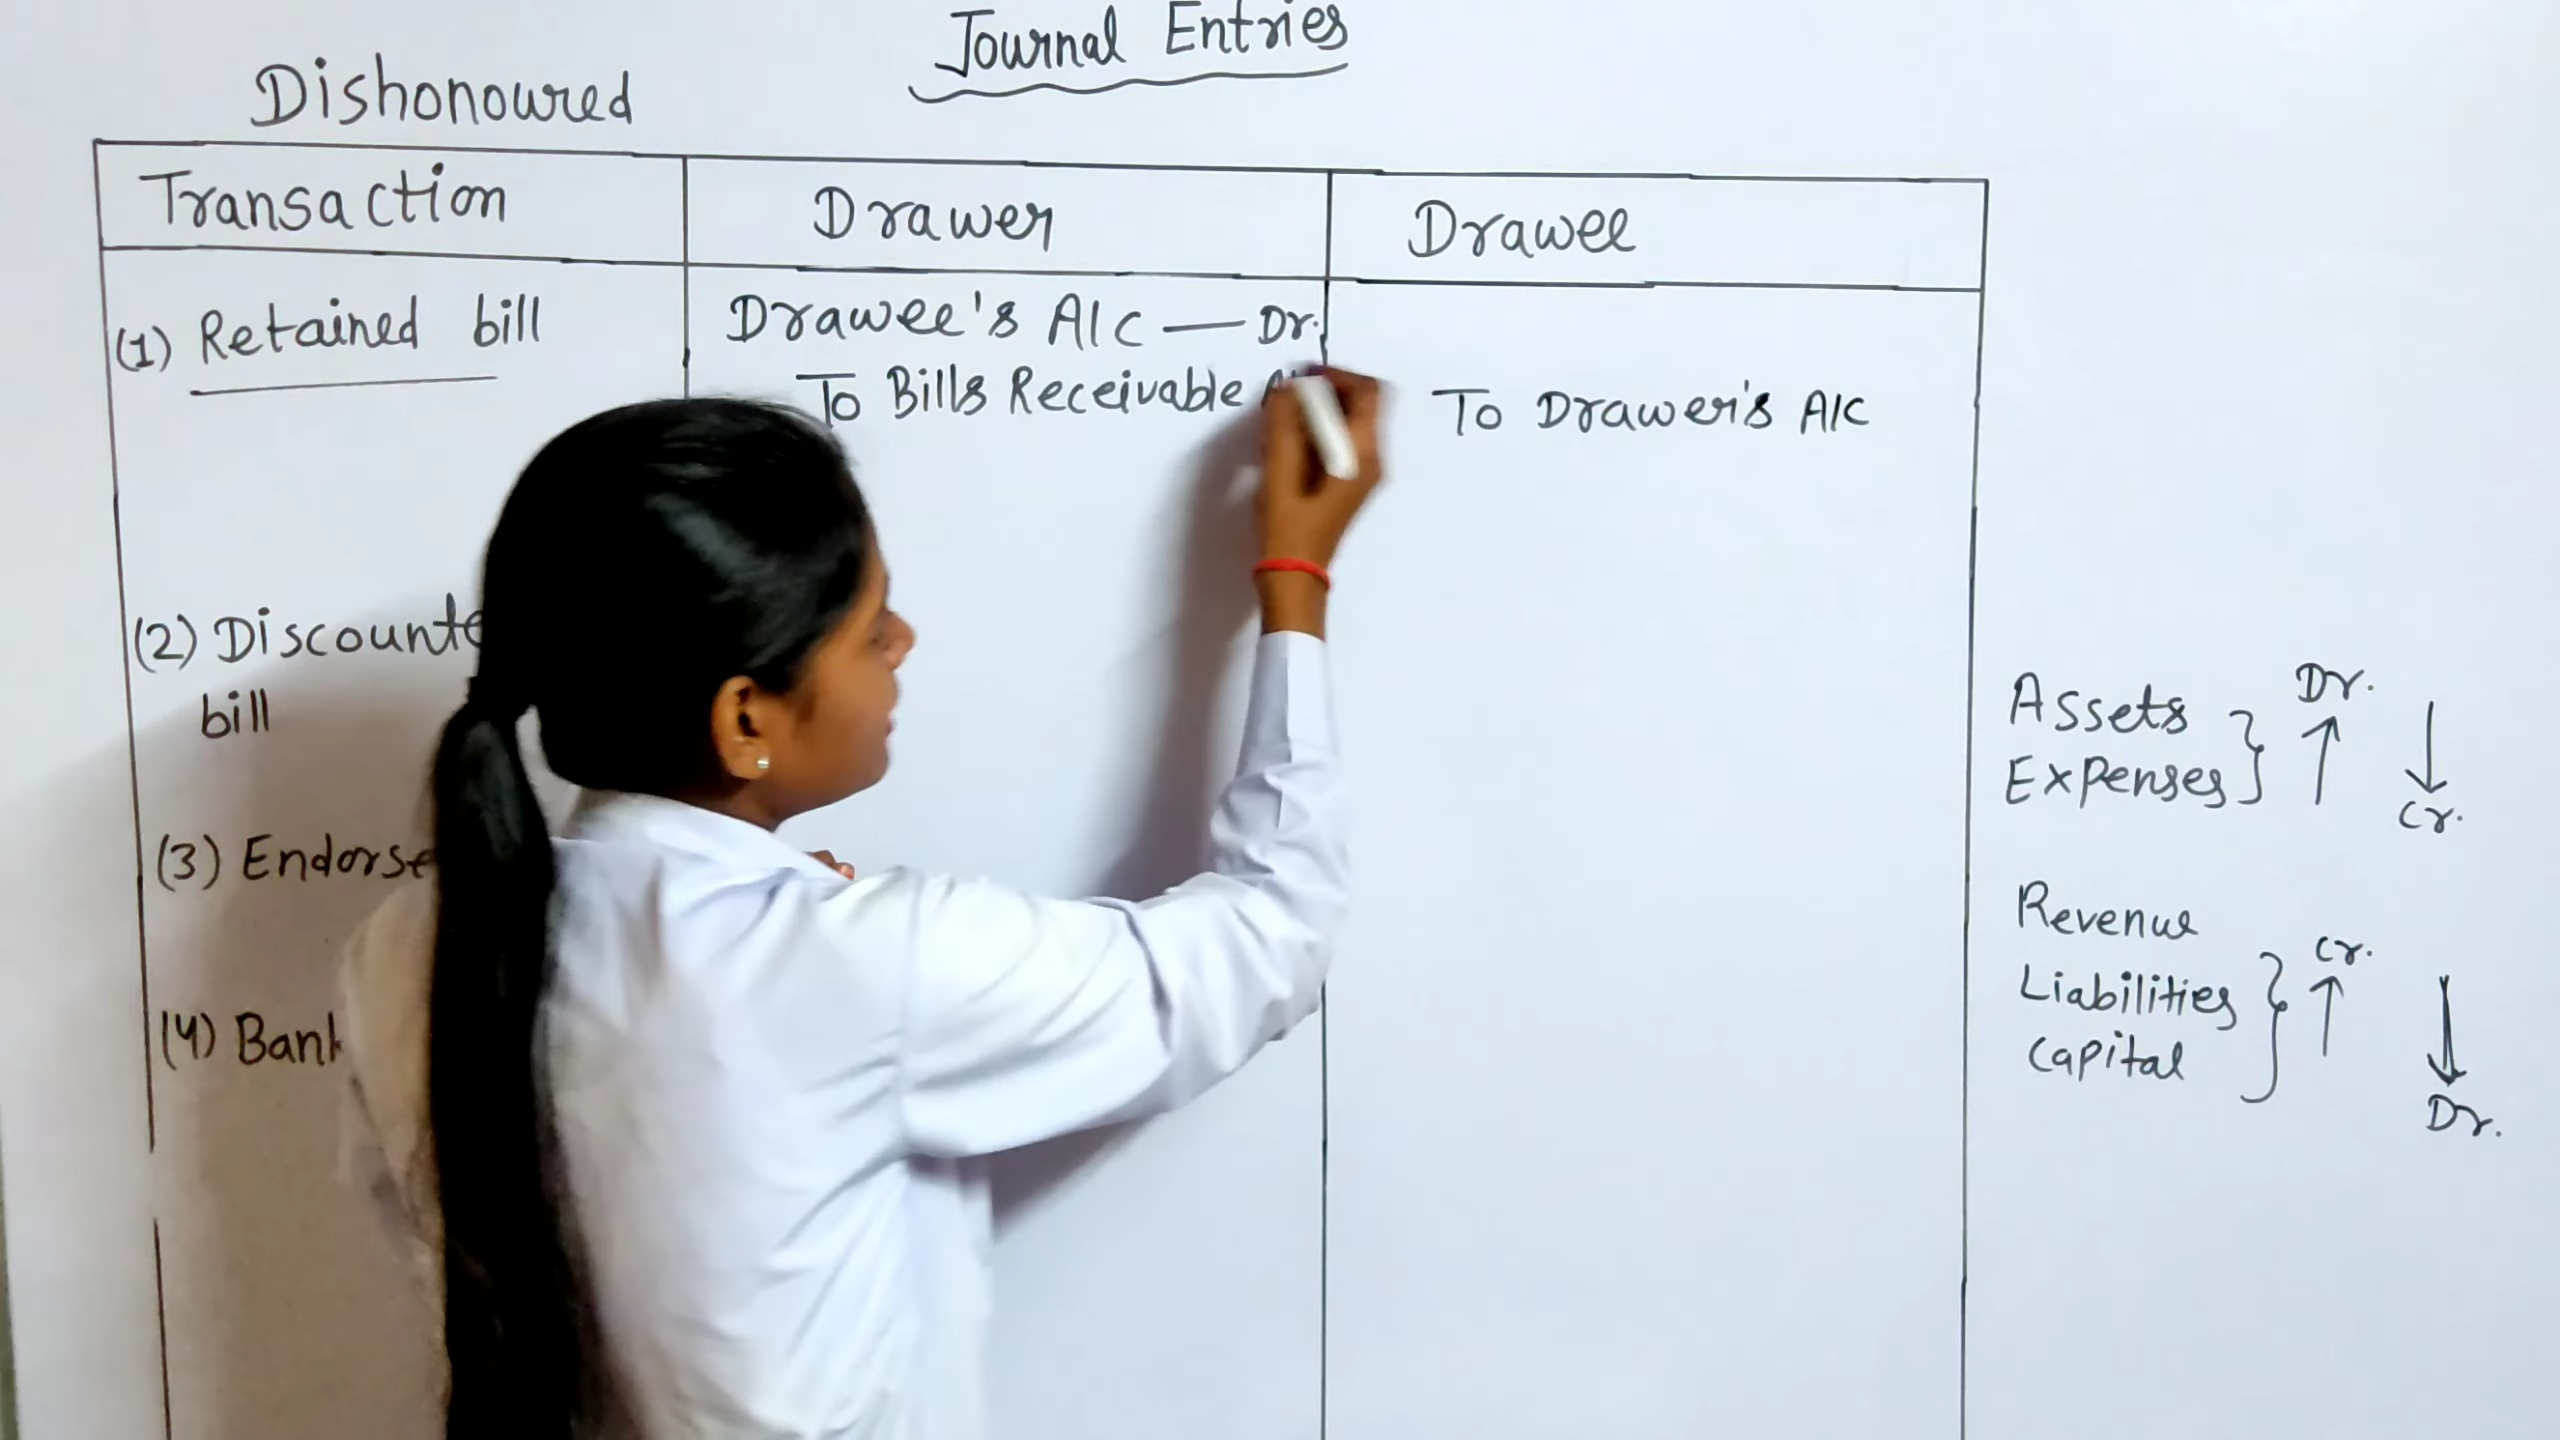 Journal Entries
Dishonoured
Transaction
Drawer
Drawee
(1) Retained bill
Drawee's A/c — Dr.
To Bills Receivable
To Drawer's A/C
(2) Discounte
bill
(3) Endorse
(4) Bank
Assets
Expenses
Dr.
Cr.
Revenue
Liabilities
Capital
Cr.
Dr.